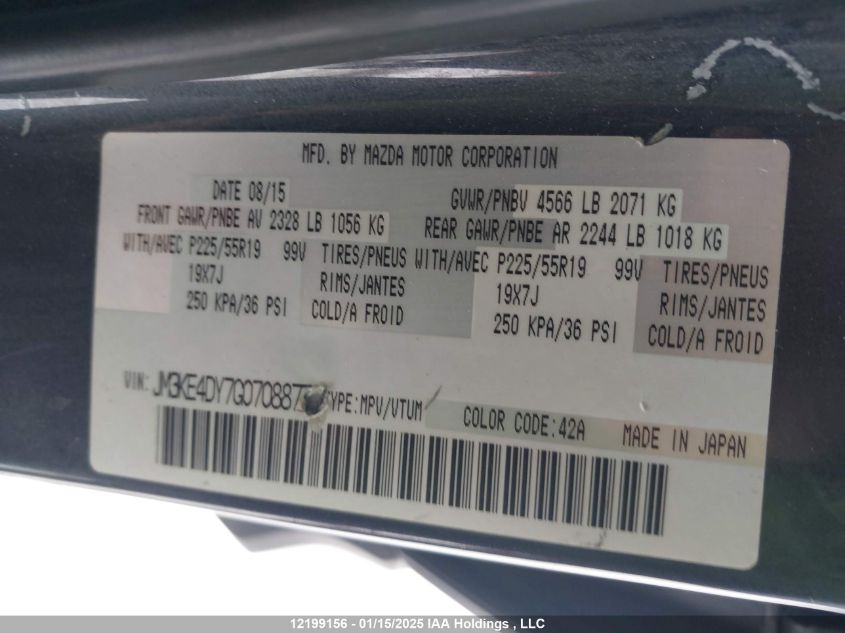 MFD. BY MAZDA MOTOR CORPORATION
DATE 08/15 GVWR/PNBV 4566 LB 2071 KG
FRONT GAWR/PNBE AV 2328 LB 1056 KG REAR GAWR/PNBE AR 2244 LB 1018 KG
WITH/AVEC P225/55R19 99V TIRES/PNEUS WITH/AVEC P225/55R19 99V TIRES/PNEUS
19X7J RIMS/JANTES 19X7J RIMS/JANTES
250 KPA/36 PSI COLD/A FROID 250 KPA/36 PSI COLD/A FROID
VIN: TYPE:MPV/VTUM COLOR CODE:42A MADE IN JAPAN
12199156 - 01/15/2025 IAA Holdings , LLC